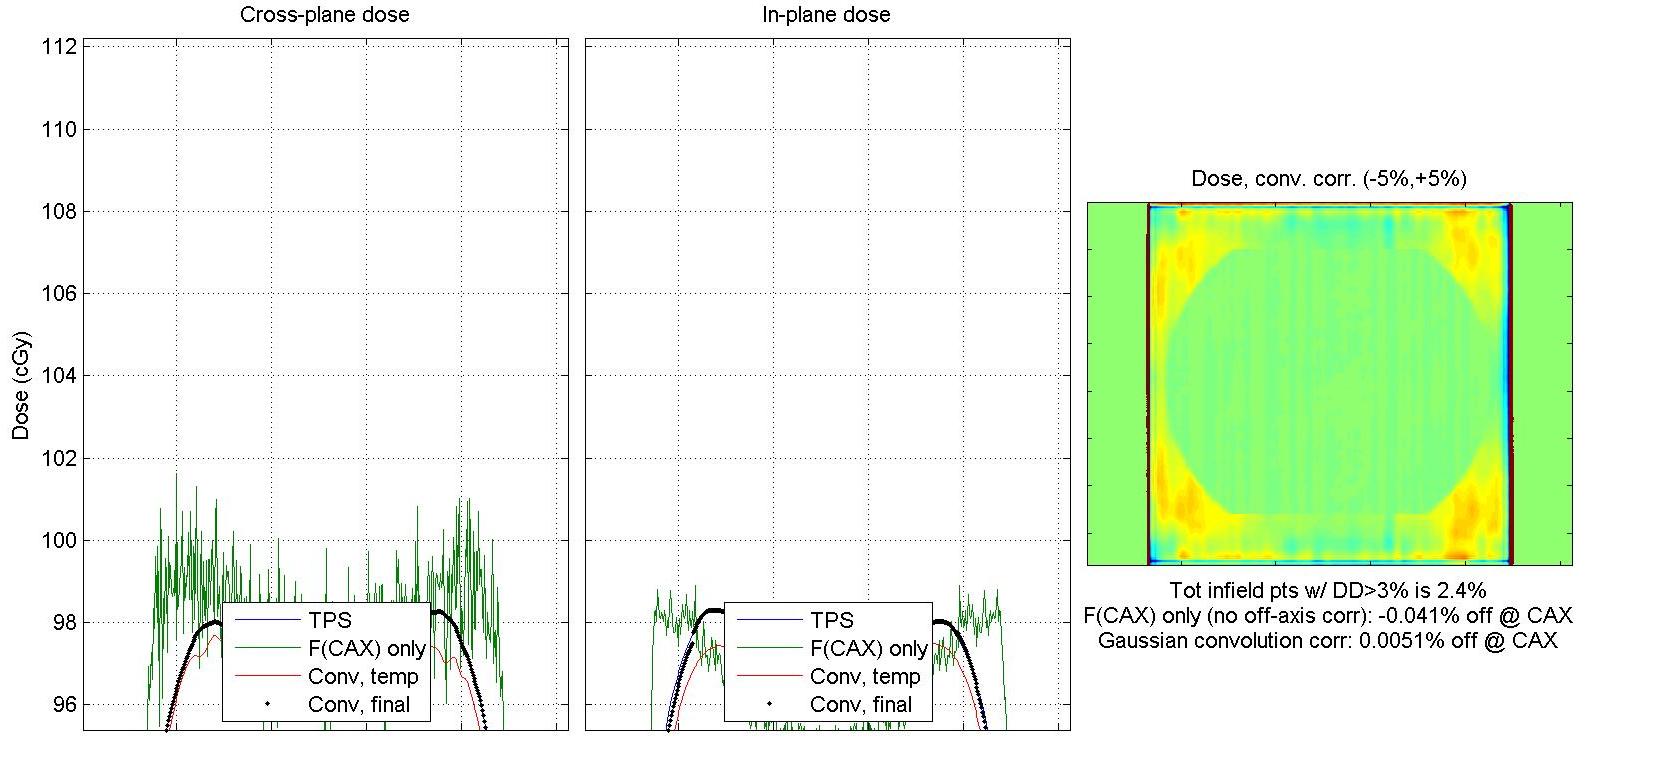 Cross-plane dose
In-plane dose
112
110
108
106
104
102
100
98
96
Dose (cGy)
TPS
F(CAX) only
Conv, temp
Conv, final
TPS
F(CAX) only
Conv, temp
Conv, final
Dose, conv. corr. (-5%,+5%)
Tot infield pts w/ DD>3% is 2.4%
F(CAX) only (no off-axis corr): -0.041% off @ CAX
Gaussian convolution corr: 0.0051% off @ CAX